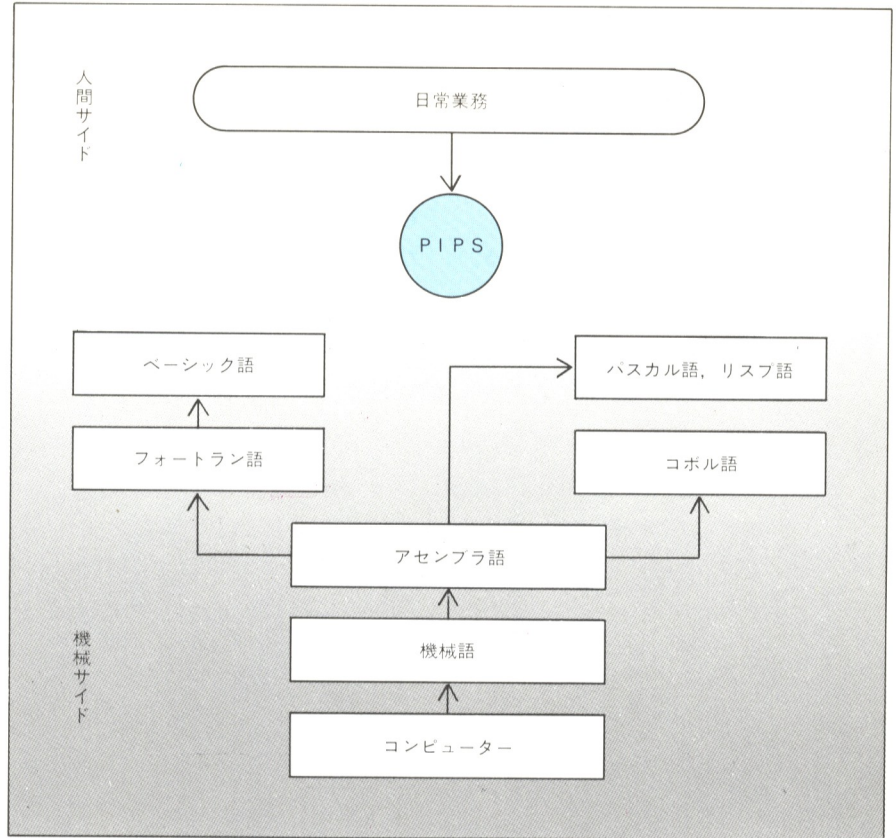 人間サイド
日常業務
PIPS
ベーシック語
パスカル語，リスプ語
フォートラン語
コボル語
アセンブラ語
機械語
機械サイド
コンピューター